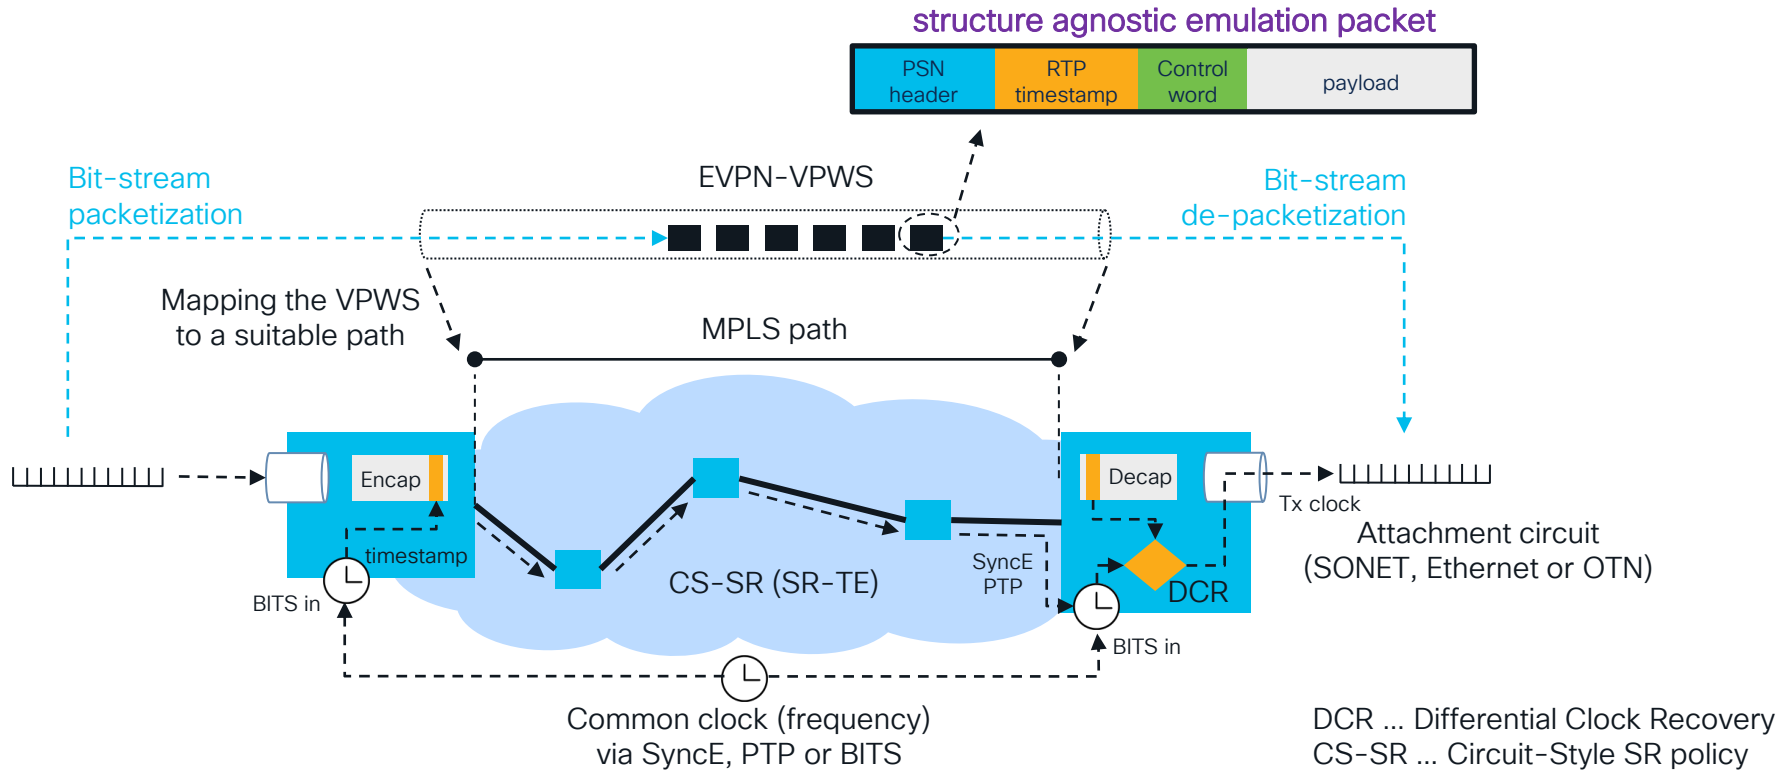 structure agnostic emulation packet
PSN
header
RTP
timestamp
Control
word
payload
Bit-stream
packetization
EVPN-VPWS
Bit-stream
de-packetization
Mapping the VPWS
to a suitable path
MPLS path
Encap
Decap
Tx clock
timestamp
Attachment circuit
(SONET, Ethernet or OTN)
SyncE
PTP
CS-SR (SR-TE)
DCR
BITS in
BITS in
Common clock (frequency)
via SyncE, PTP or BITS
DCR ... Differential Clock Recovery
CS-SR ... Circuit-Style SR policy